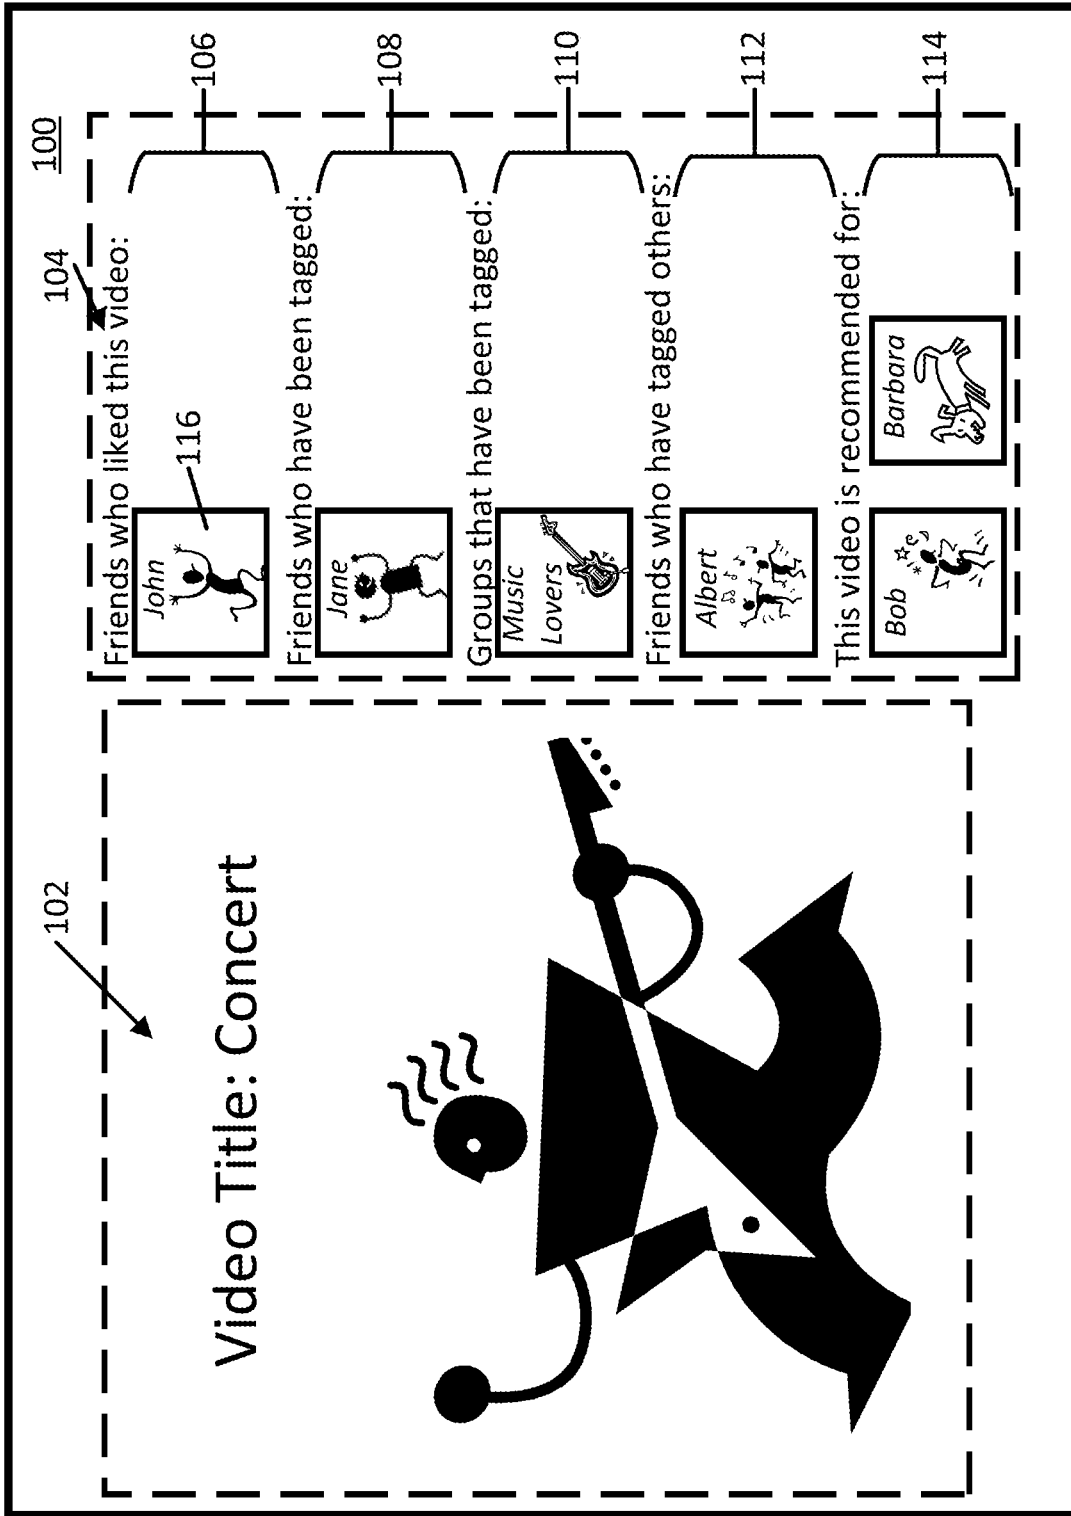 100
102
Video Title: Concert
104
Friends who liked this video:
106
John
116
Friends who have been tagged:
108
Jane
Groups that have been tagged:
110
Music
Lovers
Friends who have tagged others:
112
Albert
This video is recommended for:
114
Bob
Barbara